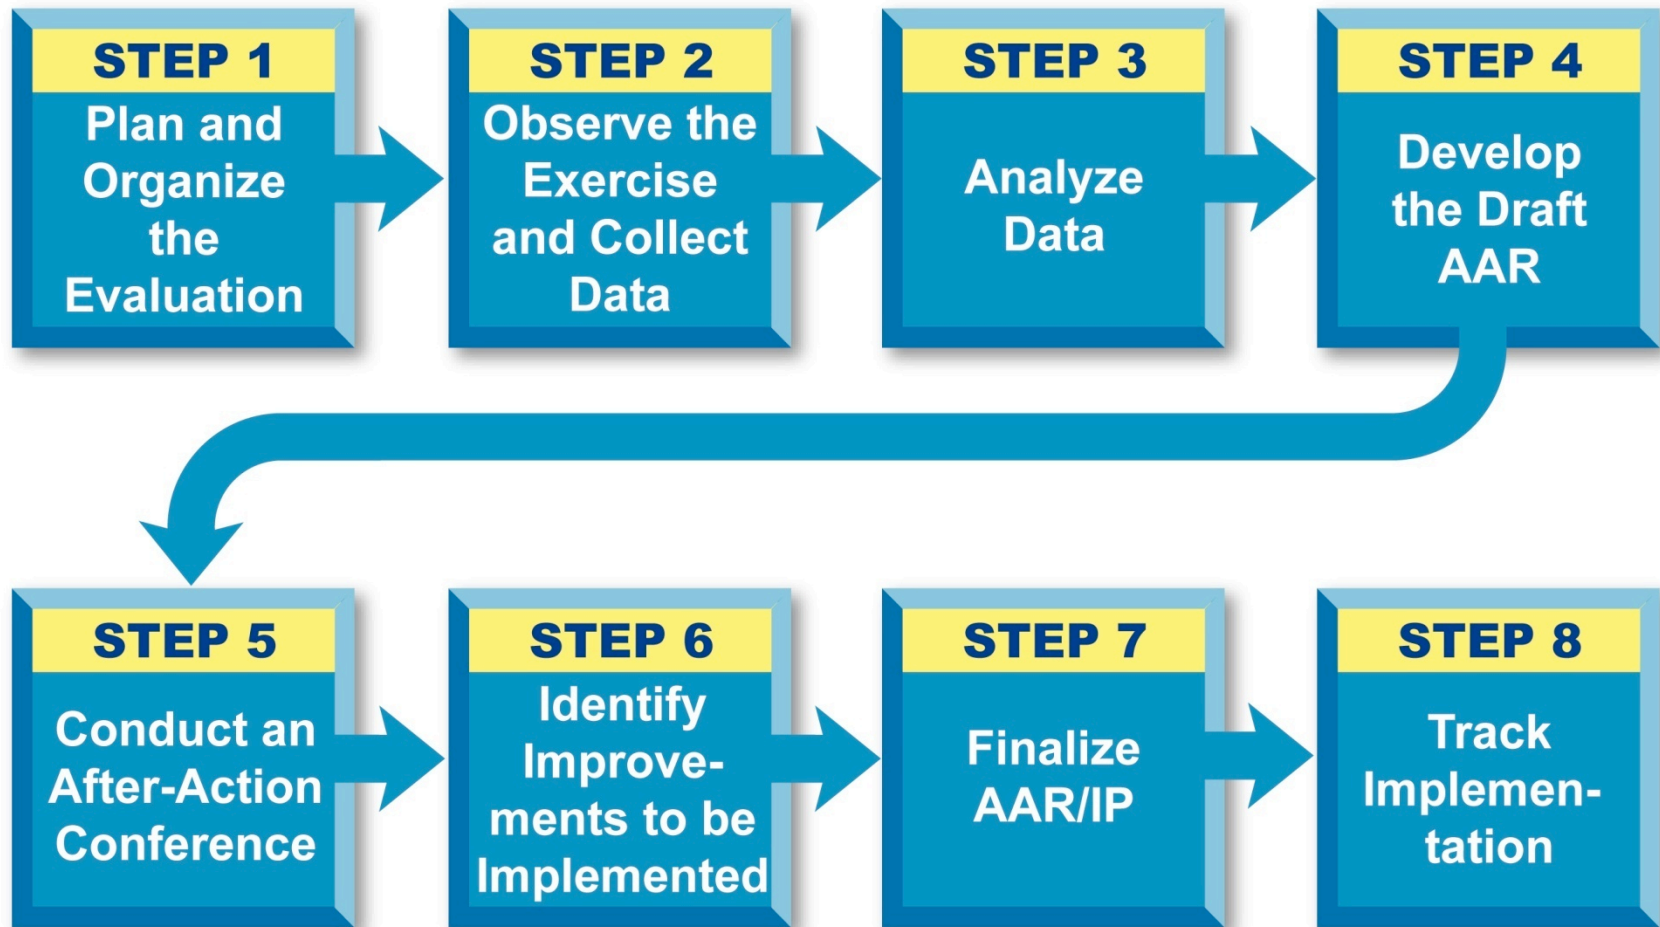 STEP 1
Plan and
Organize
the
Evaluation
STEP 2
Observe the
Exercise
and Collect
Data
STEP 3
Analyze
Data
STEP 4
Develop
the Draft
AAR
STEP 5
Conduct an
After-Action
Conference
STEP 6
Identify
Improve-
ments to be
Implemented
STEP 7
Finalize
AAR/IP
STEP 8
Track
Implemen-
tation